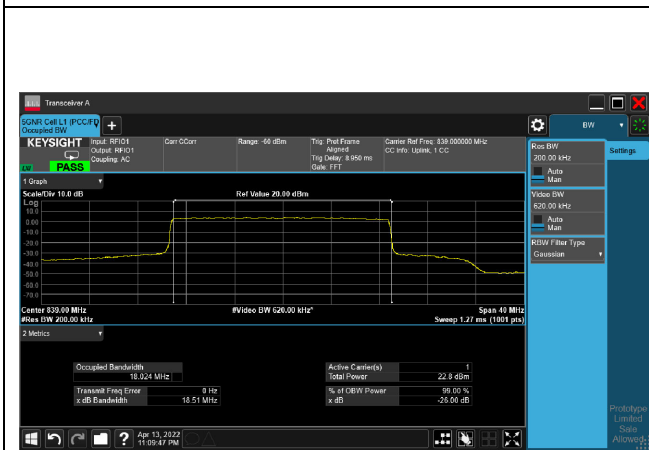 Transceiver A
5GNR Cell L1 (PCC/FD
Occupied BW
BW
KEYSIGHT
Input: RFIO1
Output: RFIO1
Coupling: AC
Carr CCorr
Range: -60 dBm
Trig: Pred Frame
Aligned
Trig Delay: 8.950 ms
Gate: FFT
Carrier Ref Freq: 839.000000 MHz
CC Info: Uplink, 1 CC
PASS
Res BW
200.00 kHz
Auto
Man
Settings
Video BW
620.00 kHz
Auto
Man
RBW Filter Type
Gaussian
1 Graph
Scale/Div 10.0 dB
Ref Value 20.00 dBm
Log
10.0
0.00
-10.0
-20.0
-30.0
-40.0
-50.0
-60.0
-70.0
Center 839.00 MHz
#Video BW 620.00 kHz*
Span 40 MHz
#Res BW 200.00 kHz
Sweep 1.27 ms (1001 pts)
2 Metrics
Occupied Bandwidth
18.024 MHz
Transmit Freq Error 0 Hz
x dB Bandwidth 18.51 MHz
Active Carrier(s) 1
Total Power 22.8 dBm
% of OBW Power 99.00 %
x dB -26.00 dB
Prototype
Limited
Sale
Allowed
Apr 13, 2022
11:09:47 PM